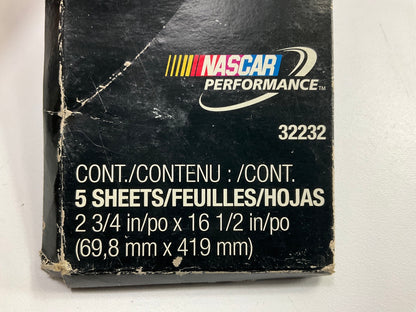 NASCAR
PERFORMANCE™
32232
CONT./CONTENU : /CONT.
5 SHEETS/FEUILLES/HOJAS
2 3/4 in/po x 16 1/2 in/po
(69,8 mm x 419 mm)